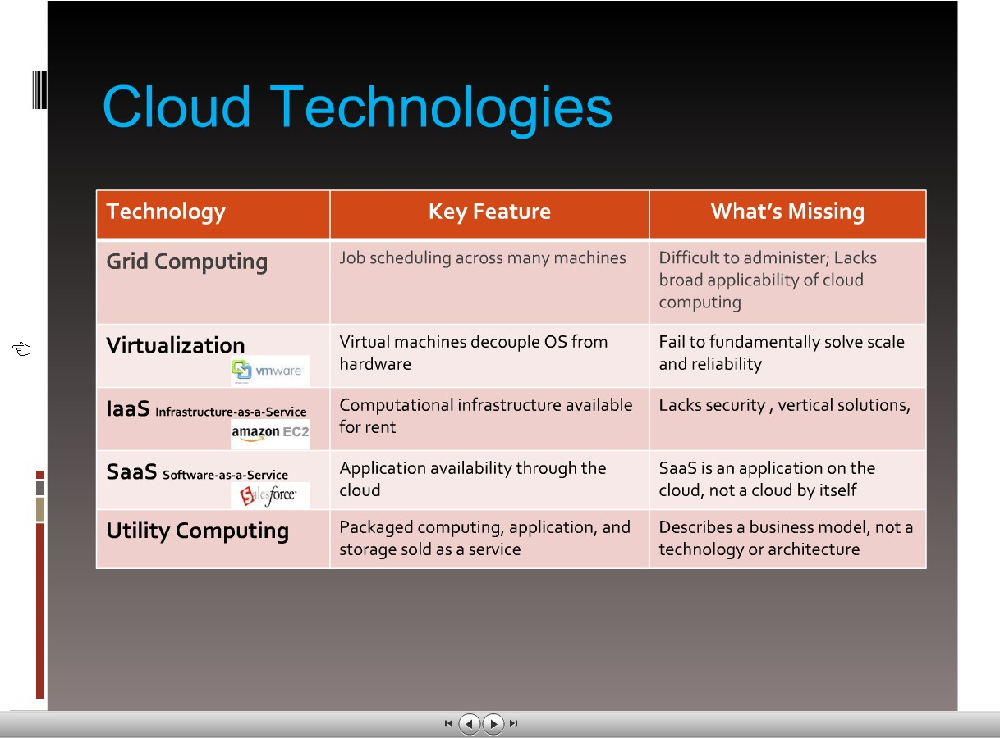 Cloud Technologies
Technology
Key Feature
What's Missing
Grid Computing
Job scheduling across many machines
Difficult to administer; Lacks
broad applicability of cloud
computing
Virtualization
vmware
Virtual machines decouple OS from
hardware
Fail to fundamentally solve scale
and reliability
IaaS Infrastructure-as-a-Service
amazon EC2
Computational infrastructure available
for rent
Lacks security , vertical solutions,
SaaS Software-as-a-Service
Salesforce
Application availability through the
cloud
SaaS is an application on the
cloud, not a cloud by itself
Utility Computing
Packaged computing, application, and
storage sold as a service
Describes a business model, not a
technology or architecture